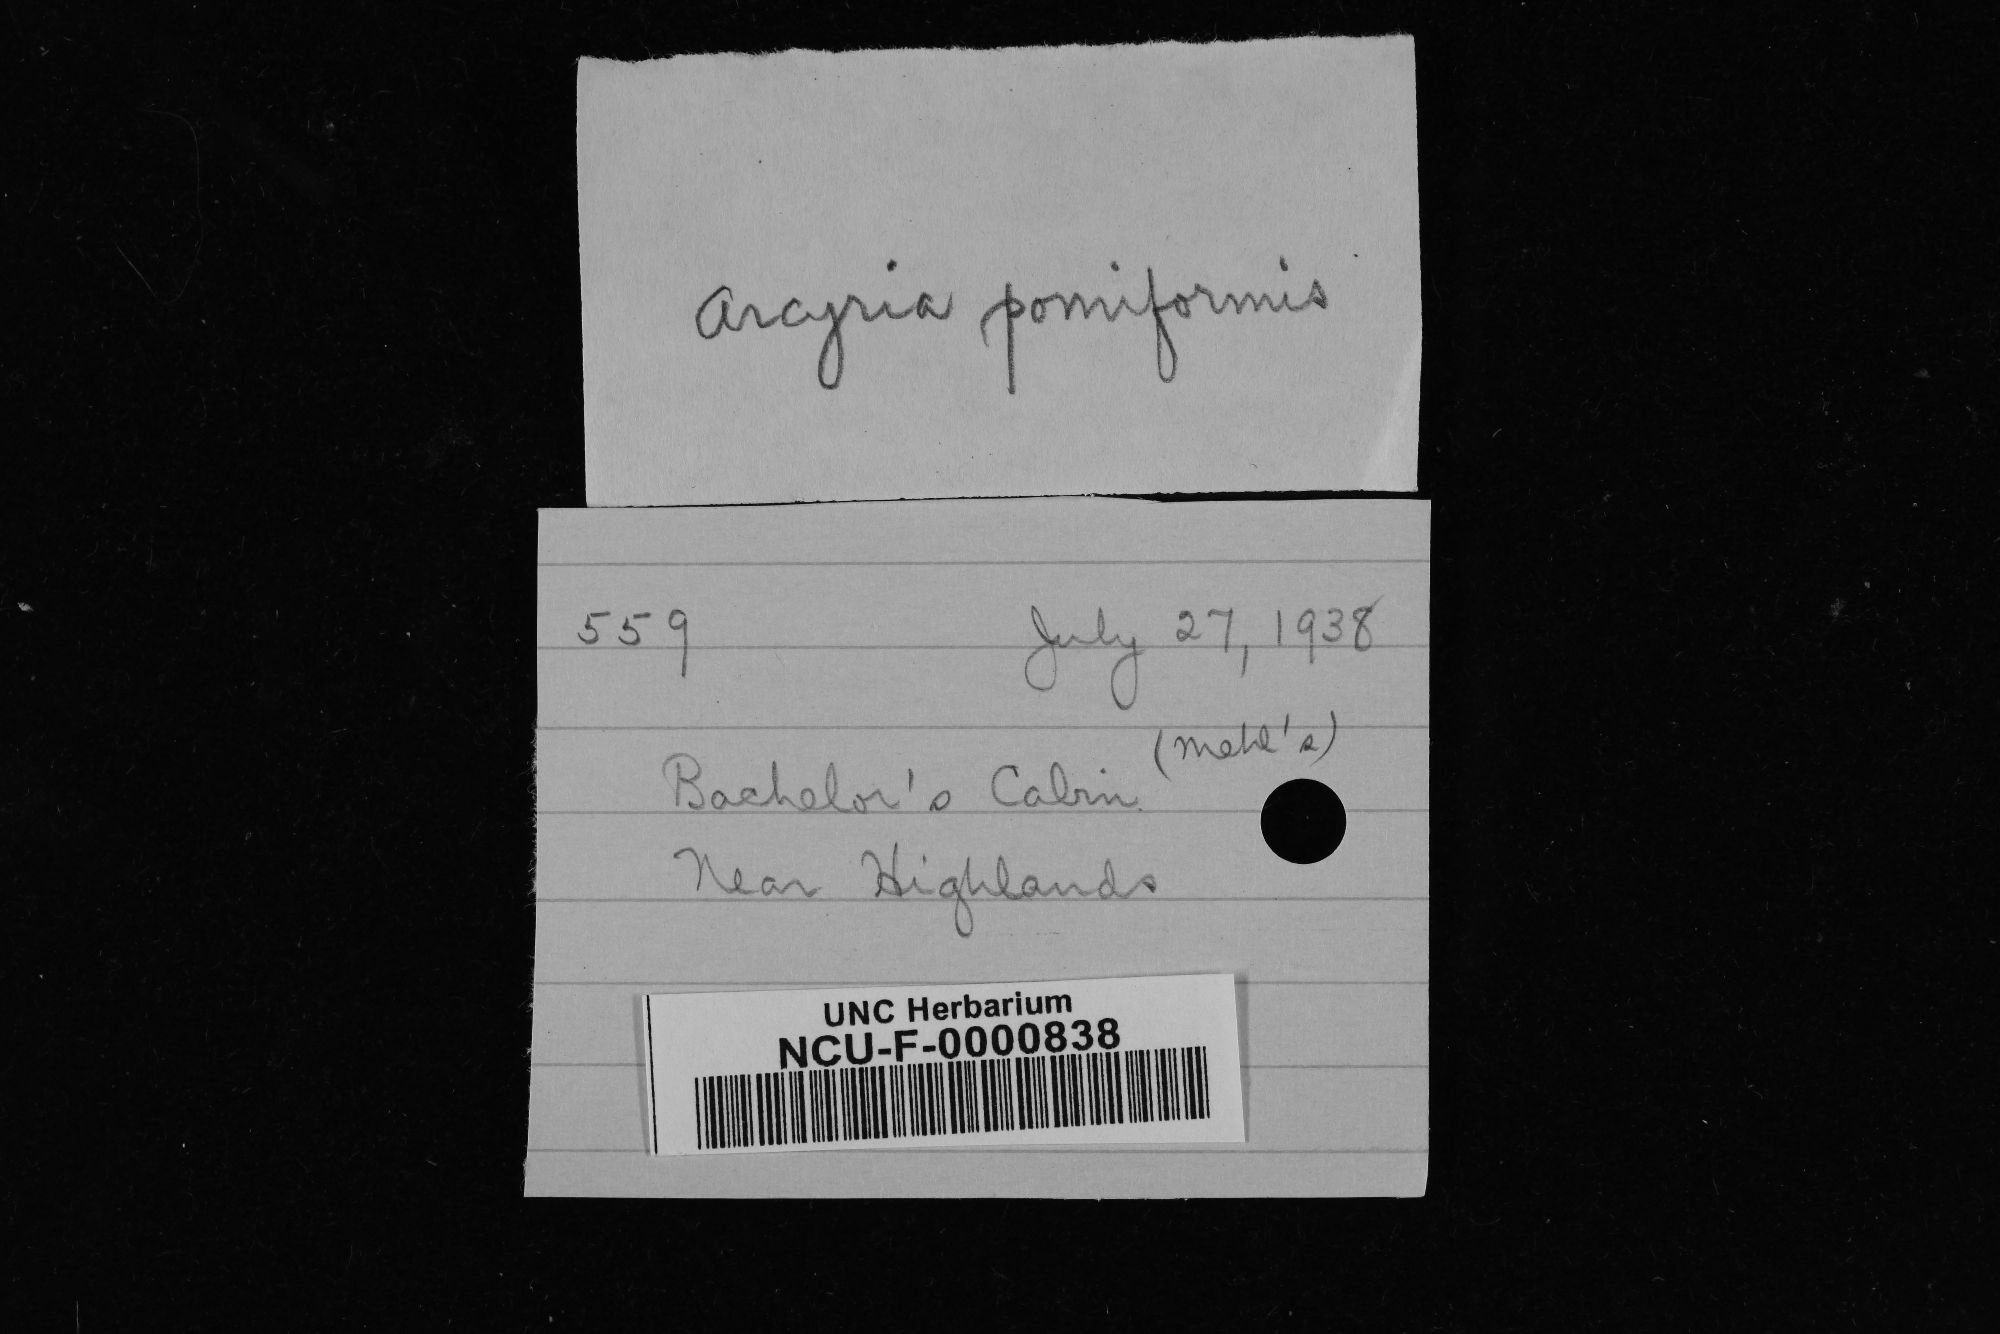 Arcyria pomiformis
559 July 27, 1938
(Mehl's)
Bachelor's Cabin
Near Highlands
UNC Herbarium
NCU-F-0000838